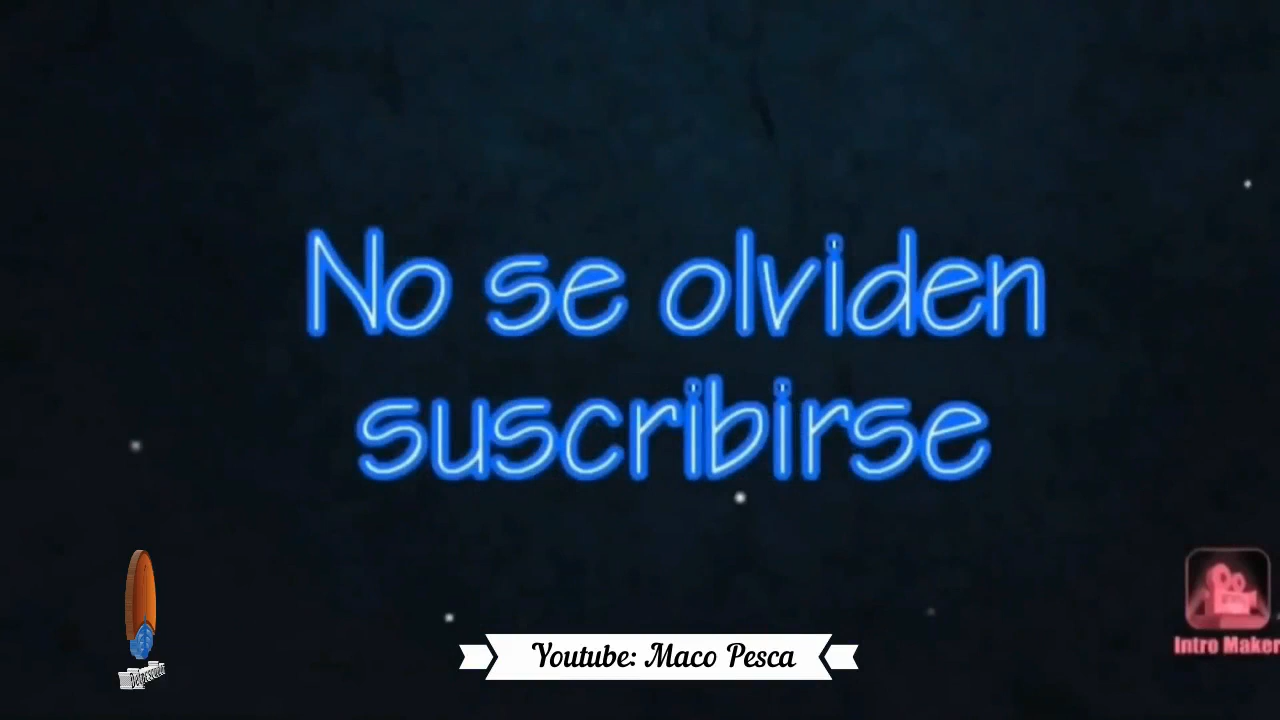 No se olviden
suscribirse
Intro Maker
Youtube: Maco Pesca